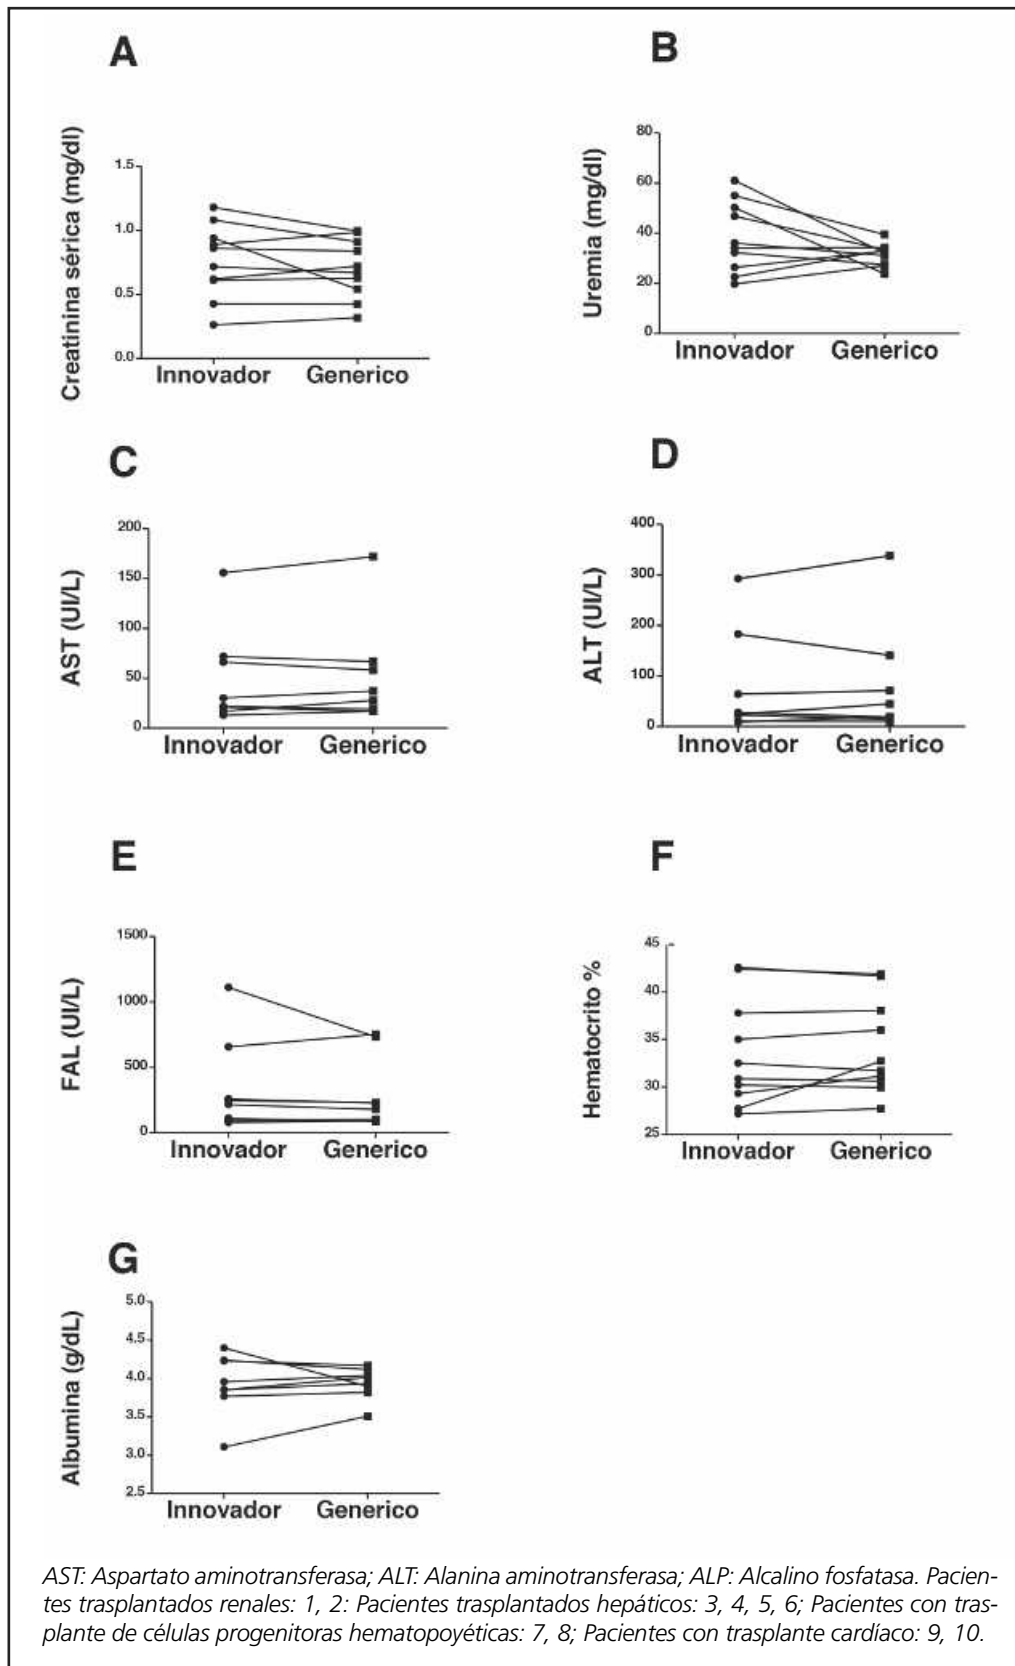 A
Creatinina sérica (mg/dl)
1.5
1.0
0.5
0.0
Innovador Generico
B
Uremia (mg/dl)
80
60
40
20
0
Innovador Generico
C
AST (UI/L)
200
150
100
50
0
Innovador Generico
D
ALT (UI/L)
400
300
200
100
0
Innovador Generico
E
FAL (UI/L)
1500
1000
500
0
Innovador Generico
F
Hematocrito %
45
40
35
30
25
Innovador Generico
G
Albumina (g/dL)
5.0
4.5
4.0
3.5
3.0
2.5
Innovador Generico
AST: Aspartato aminotransferasa; ALT: Alanina aminotransferasa; ALP: Alcalino fosfatasa. Pacien-
tes trasplantados renales: 1, 2: Pacientes trasplantados hepáticos: 3, 4, 5, 6; Pacientes con tras-
plante de células progenitoras hematopoyéticas: 7, 8; Pacientes con trasplante cardíaco: 9, 10.